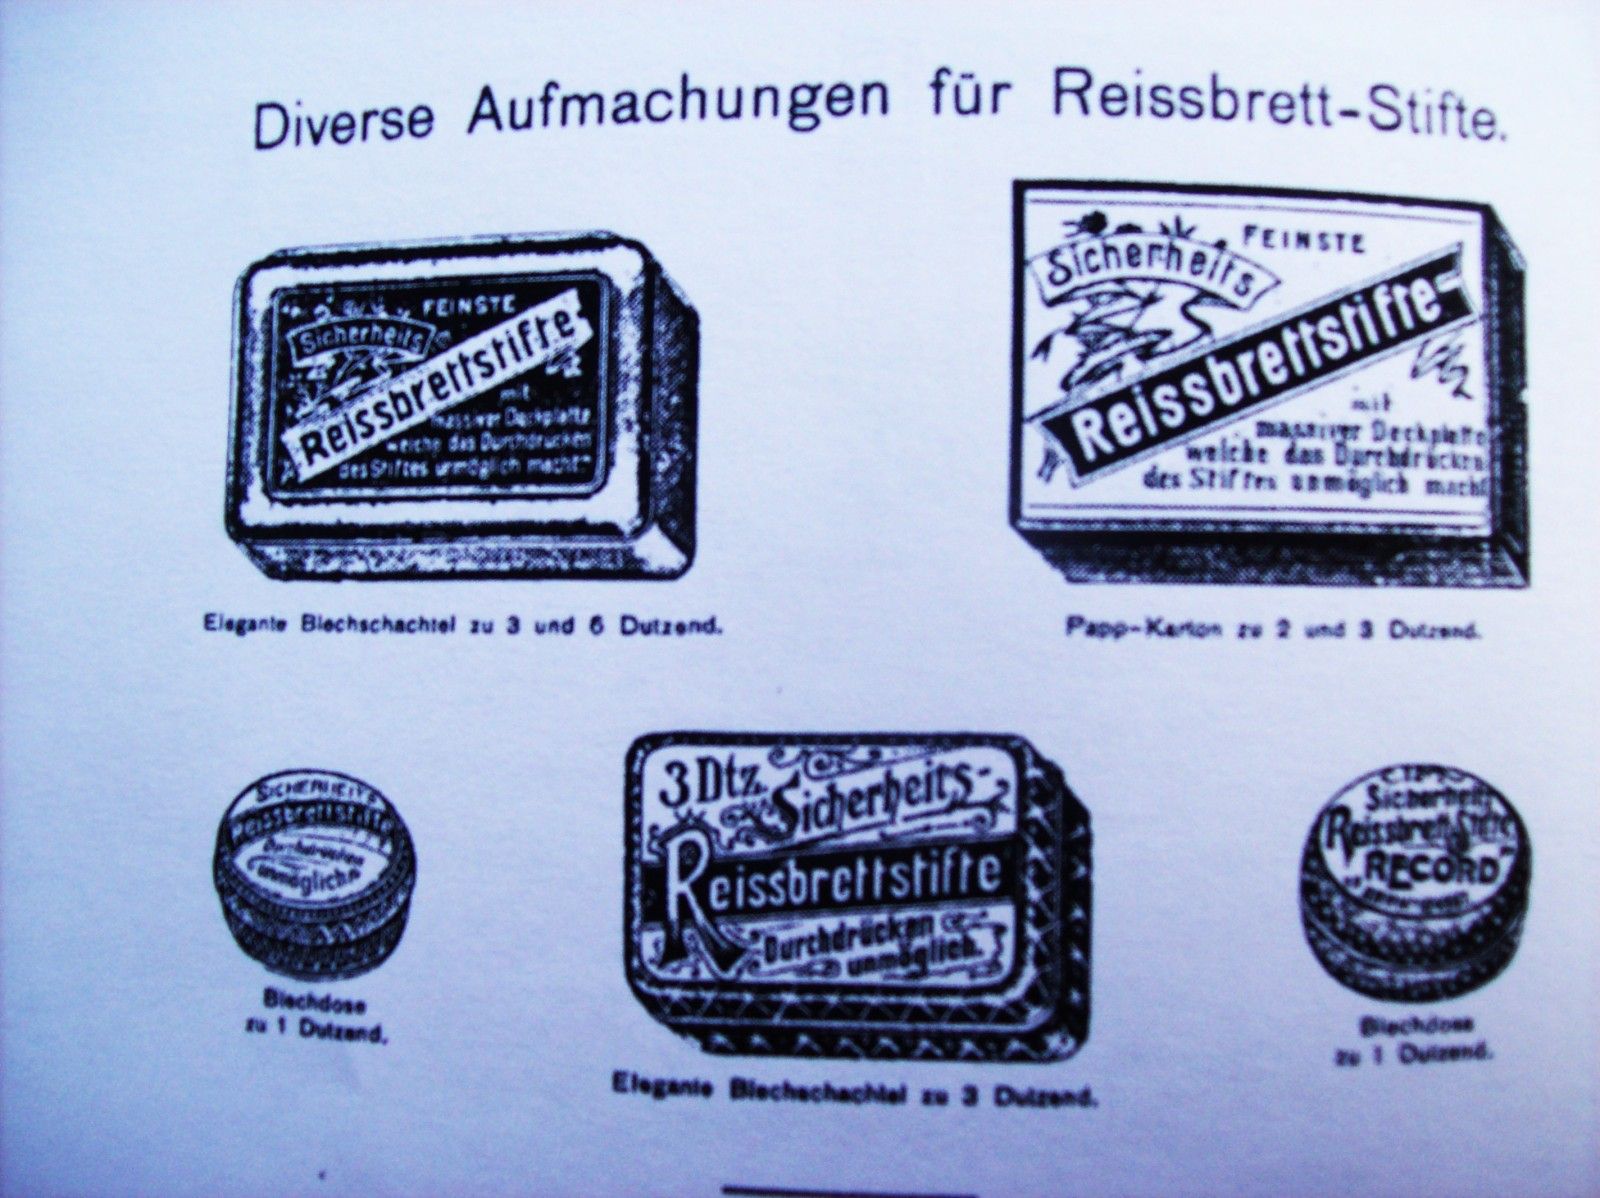 Diverse Aufmachungen für Reissbrett-Stifte.
FEINSTE
Sicherheits
Reissbrettstifte
mit
massiver Deckplatte
welche das Durchdrücken
des Stiftes unmöglich macht
Elegante Blechschachtel zu 3 und 6 Dutzend.
FEINSTE
Sicherheits
Reissbrettstifte
mit
massiver Deckplatte
welche das Durchdrücken
des Stiftes unmöglich macht
Papp-Karton zu 2 und 3 Dutzend.
SICHERHEITS
Reissbrettstifte
Durchdrücken
unmöglich
Blechdose
zu 1 Dutzend.
3 Dtz. Sicherheits-
Reissbrettstifte
Durchdrücken
unmöglich.
Elegante Blechschachtel zu 3 Dutzend.
Sicherheits
Reissbrett-Stifte
"RECORD"
Blechdose
zu 1 Dutzend.